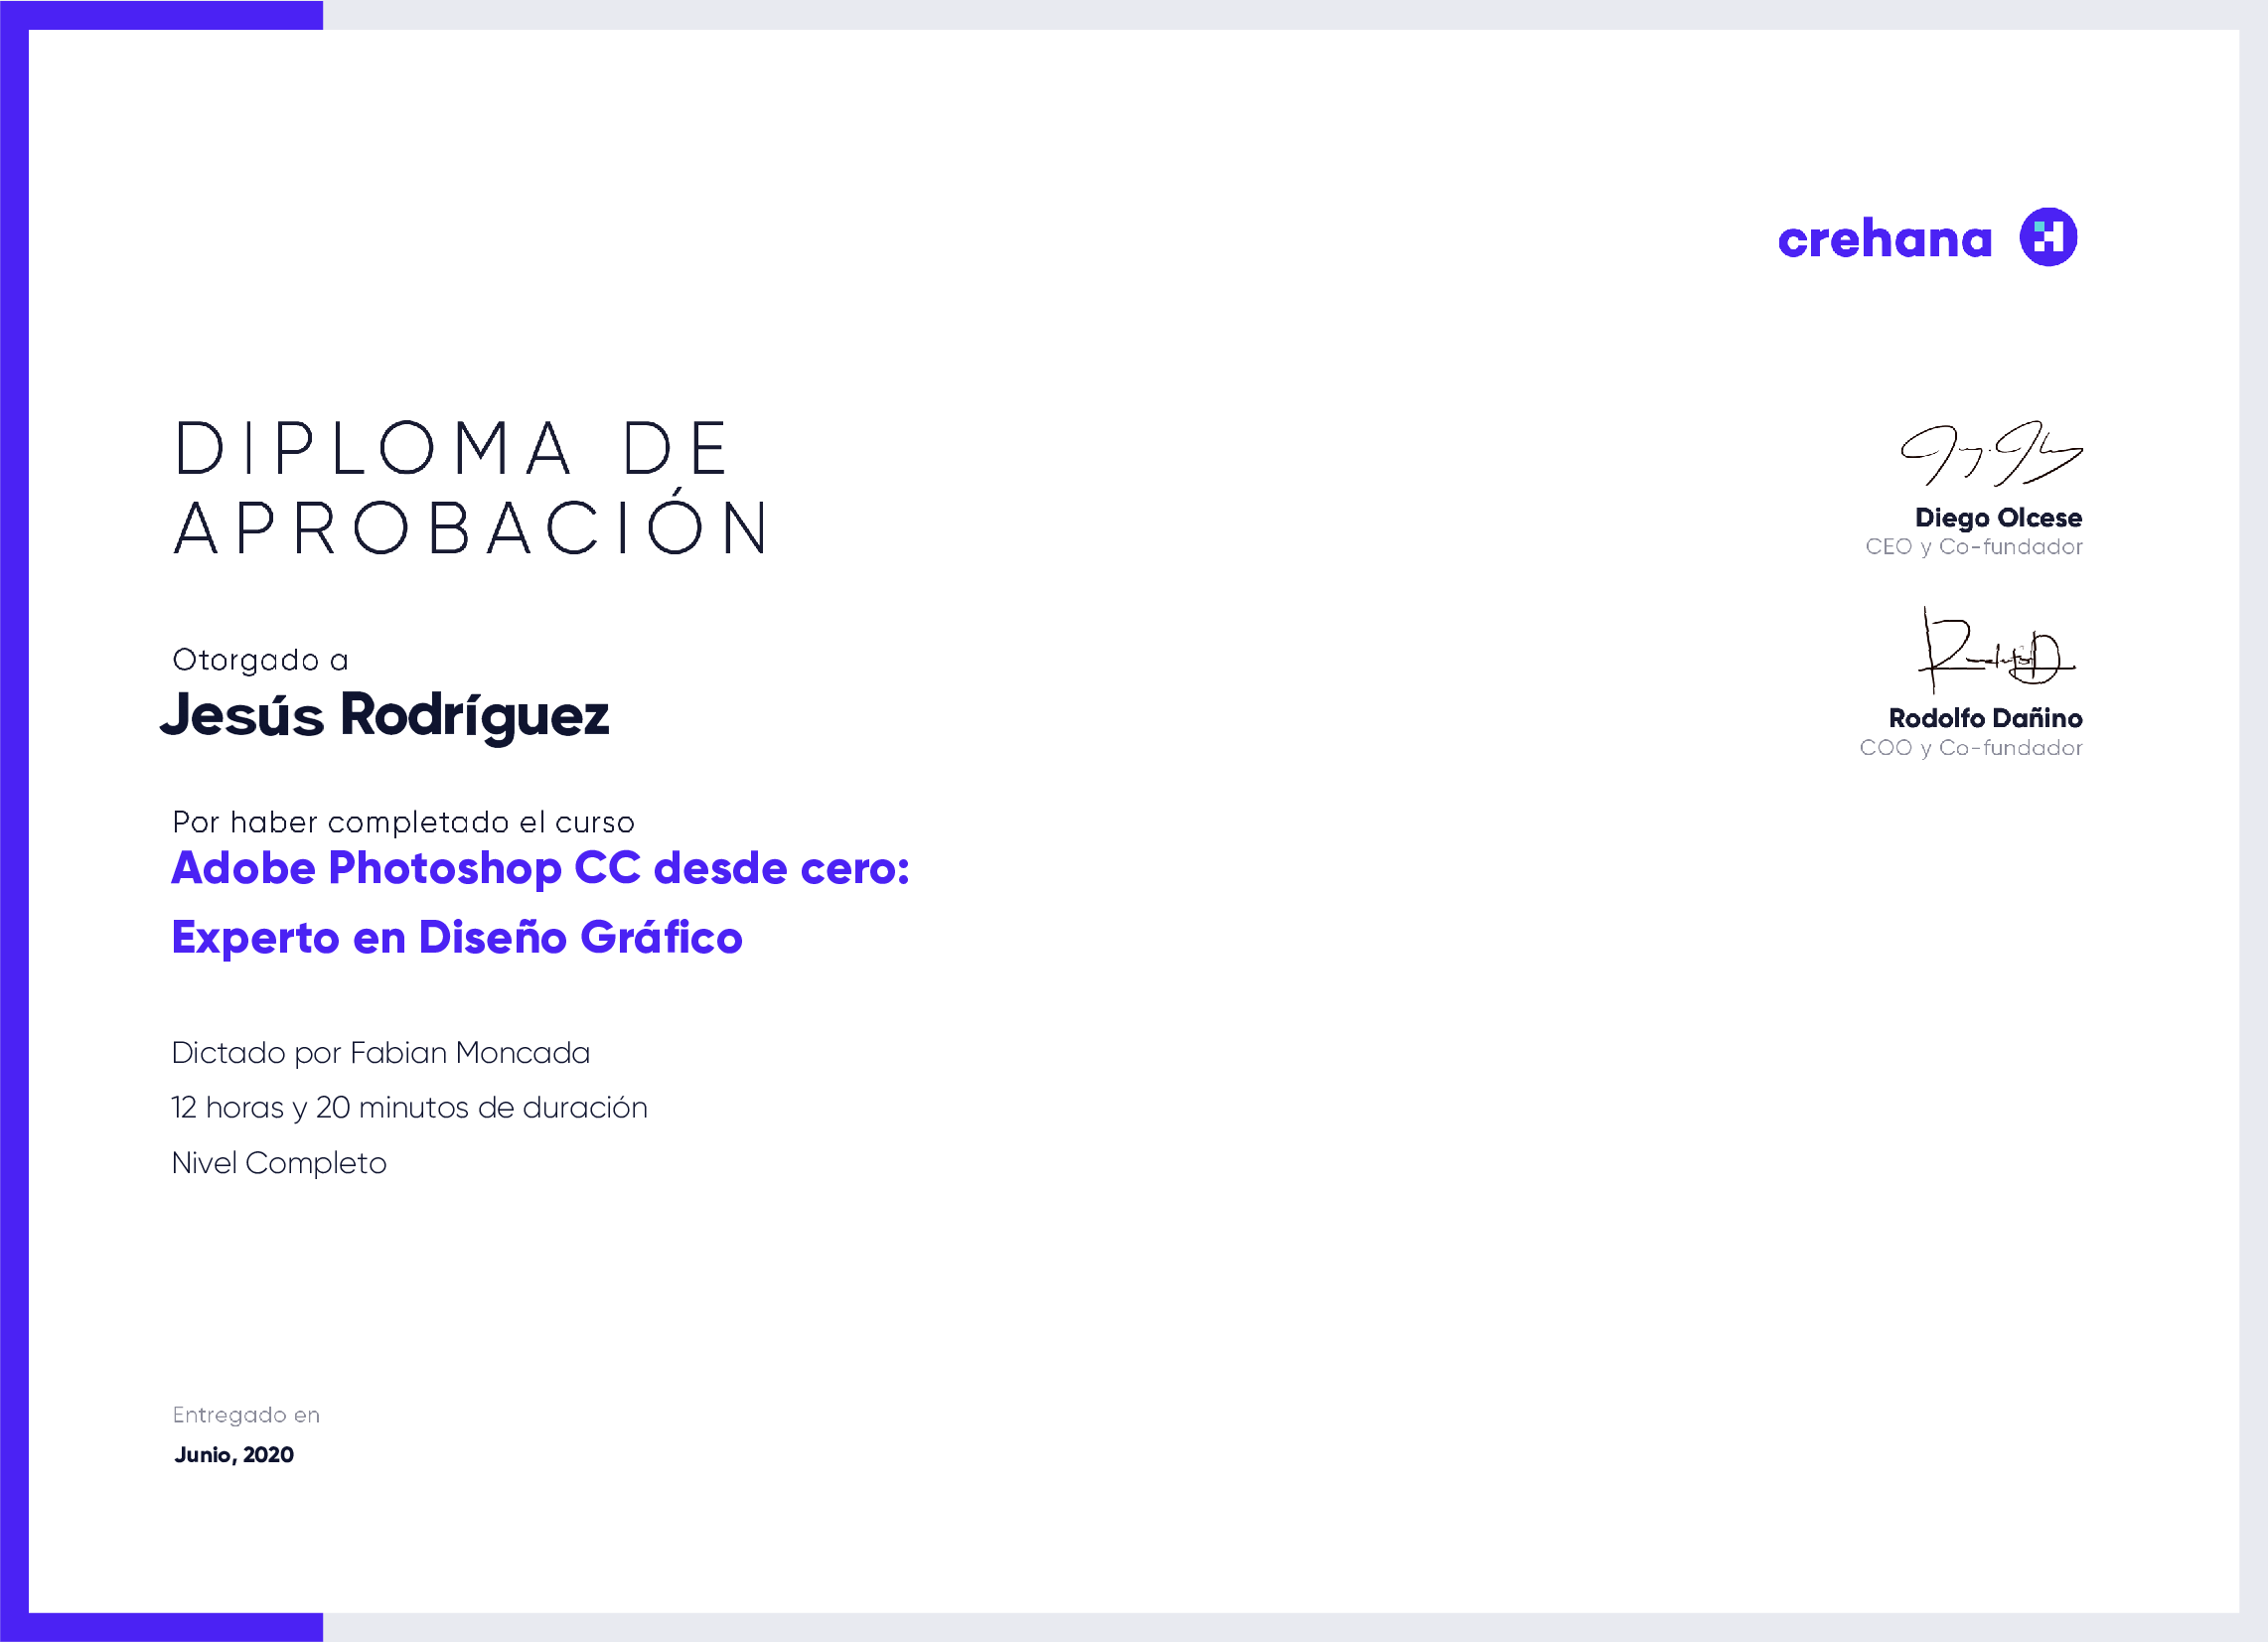 crehana
DIPLOMA DE
APROBACIÓN
Otorgado a
Jesús Rodríguez
Por haber completado el curso
Adobe Photoshop CC desde cero:
Experto en Diseño Gráfico
Dictado por Fabian Moncada
12 horas y 20 minutos de duración
Nivel Completo
Entregado en
Junio, 2020
Diego Olcese
CEO y Co-fundador
Rodolfo Dañino
COO y Co-fundador